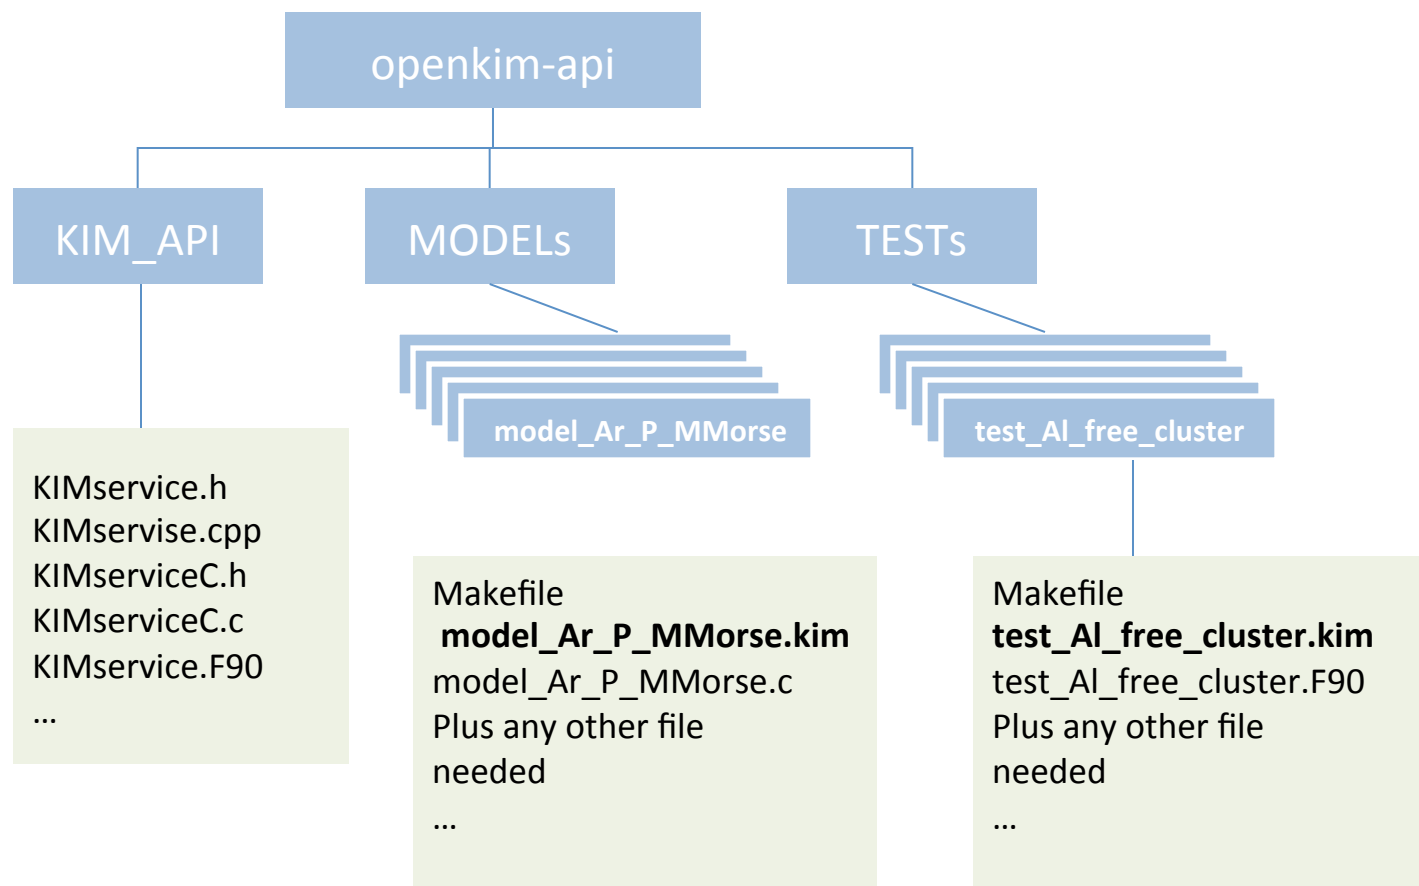 openkim-api
KIM_API
MODELs
TESTs
model_Ar_P_MMorse
test_Al_free_cluster
KIMservice.h
KIMservise.cpp
KIMserviceC.h
KIMserviceC.c
KIMservice.F90
...
Makefile
model_Ar_P_MMorse.kim
model_Ar_P_MMorse.c
Plus any other file
needed
...
Makefile
test_Al_free_cluster.kim
test_Al_free_cluster.F90
Plus any other file
needed
...